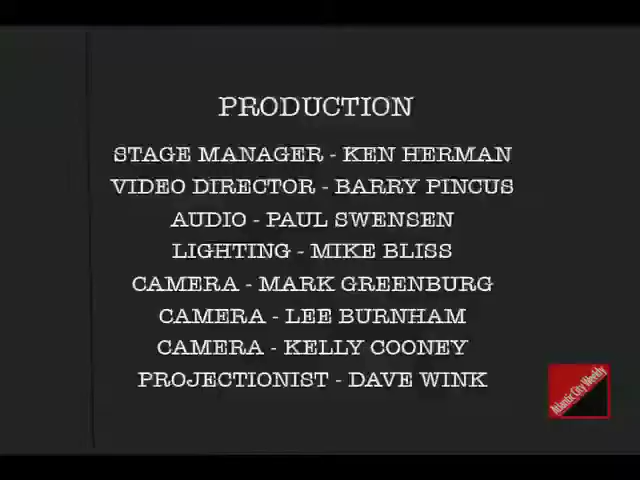 PRODUCTION
STAGE MANAGER - KEN HERMAN
VIDEO DIRECTOR - BARRY PINCUS
AUDIO - PAUL SWENSEN
LIGHTING - MIKE BLISS
CAMERA - MARK GREENBURG
CAMERA - LEE BURNHAM
CAMERA - KELLY COONEY
PROJECTIONIST - DAVE WINK
Atlantic City Weekly